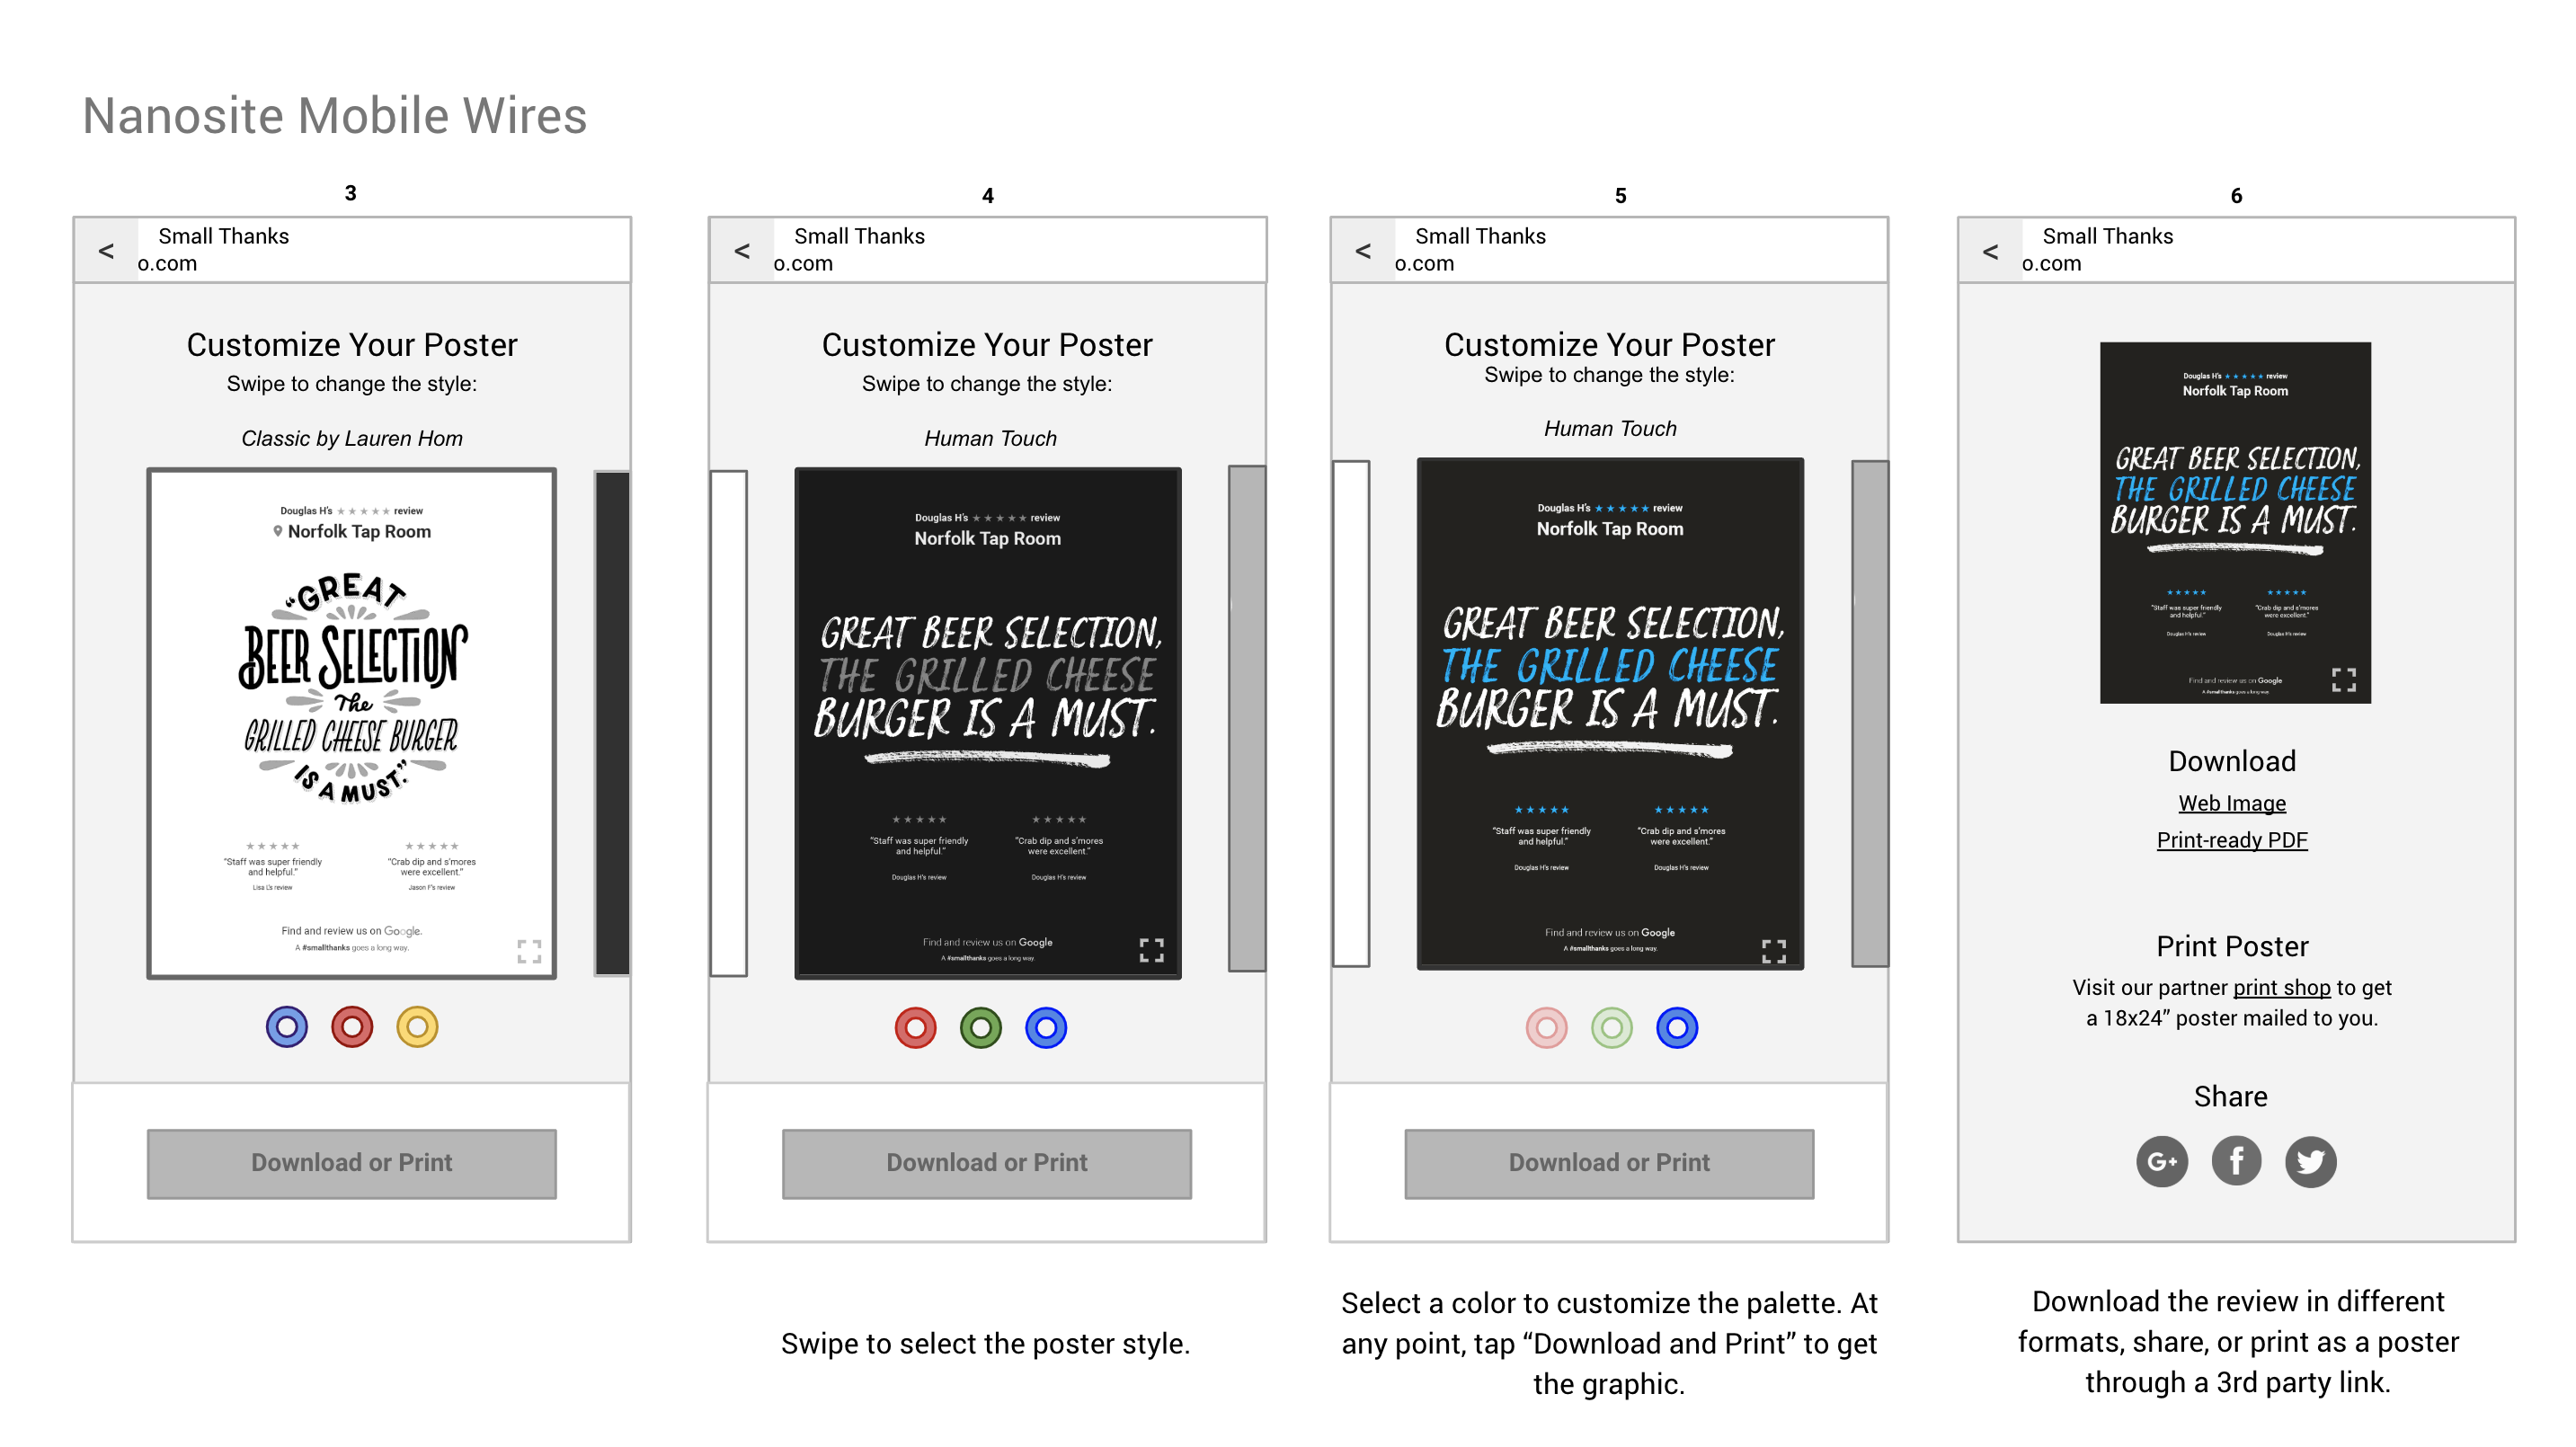 Nanosite Mobile Wires
3
<
Small Thanks
o.com
Customize Your Poster
Swipe to change the style:
Classic by Lauren Hom
Douglas H's ★★★★★ review
Norfolk Tap Room
“GREAT
BEER SELECTION
The
GRILLED CHEESE BURGER
IS A MUST.”
★★★★★
“Staff was super friendly
and helpful.”
Lisa L's review
★★★★★
“Crab dip and s'mores
were excellent.”
Jason F's review
Find and review us on Google.
A #smallthanks goes a long way.
Download or Print
4
<
Small Thanks
o.com
Customize Your Poster
Swipe to change the style:
Human Touch
Douglas H's ★★★★★ review
Norfolk Tap Room
GREAT BEER SELECTION,
THE GRILLED CHEESE
BURGER IS A MUST.
★★★★★
“Staff was super friendly
and helpful.”
Douglas H's review
★★★★★
“Crab dip and s'mores
were excellent.”
Douglas H's review
Find and review us on Google
A #smallthanks goes a long way.
Download or Print
Swipe to select the poster style.
5
<
Small Thanks
o.com
Customize Your Poster
Swipe to change the style:
Human Touch
Douglas H's ★★★★★ review
Norfolk Tap Room
GREAT BEER SELECTION,
THE GRILLED CHEESE
BURGER IS A MUST.
★★★★★
“Staff was super friendly
and helpful.”
Douglas H's review
★★★★★
“Crab dip and s'mores
were excellent.”
Douglas H's review
Find and review us on Google
A #smallthanks goes a long way.
Download or Print
Select a color to customize the palette. At
any point, tap “Download and Print” to get
the graphic.
6
<
Small Thanks
o.com
Douglas H's ★★★★★ review
Norfolk Tap Room
GREAT BEER SELECTION,
THE GRILLED CHEESE
BURGER IS A MUST.
★★★★★
“Staff was super friendly
and helpful.”
Douglas H's review
★★★★★
“Crab dip and s'mores
were excellent.”
Douglas H's review
Find and review us on Google
A #smallthanks goes a long way.
Download
Web Image
Print-ready PDF
Print Poster
Visit our partner print shop to get
a 18x24” poster mailed to you.
Share
G+ f
Download the review in different
formats, share, or print as a poster
through a 3rd party link.